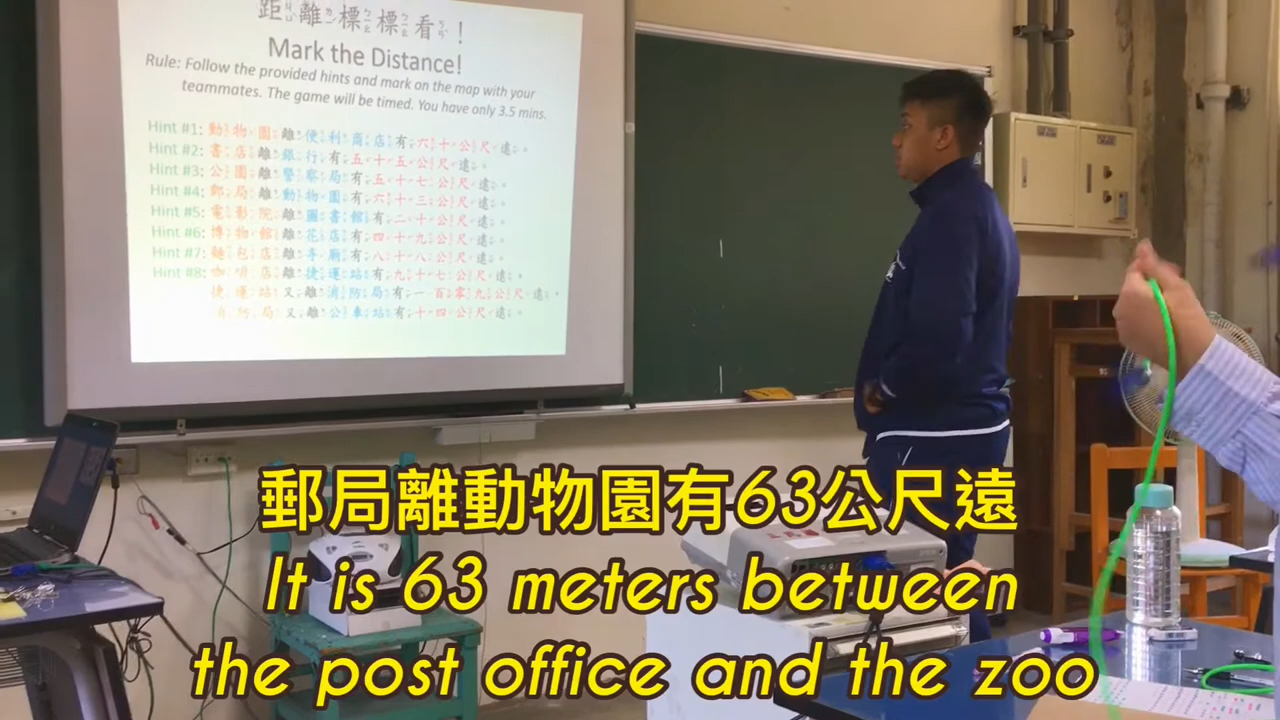 距離標標看！
Mark the Distance!
Rule: Follow the provided hints and mark on the map with your
teammates. The game will be timed. You have only 3.5 mins.
Hint #1: 動物園離便利商店有六十公尺遠。
Hint #2: 書店離銀行有五十五公尺遠。
Hint #3: 公園離警察局有五十七公尺遠。
Hint #4: 郵局離動物園有六十三公尺遠。
Hint #5: 電影院離圖書館有二十公尺遠。
Hint #6: 博物館離花店有四十九公尺遠。
Hint #7: 麵包店離寺廟有八十八公尺遠。
Hint #8: 咖啡店離捷運站有九十七公尺遠。
捷運站又離消防局有一百零九公尺遠。
消防局又離公車站有十四公尺遠。
郵局離動物園有63公尺遠
It is 63 meters between
the post office and the zoo